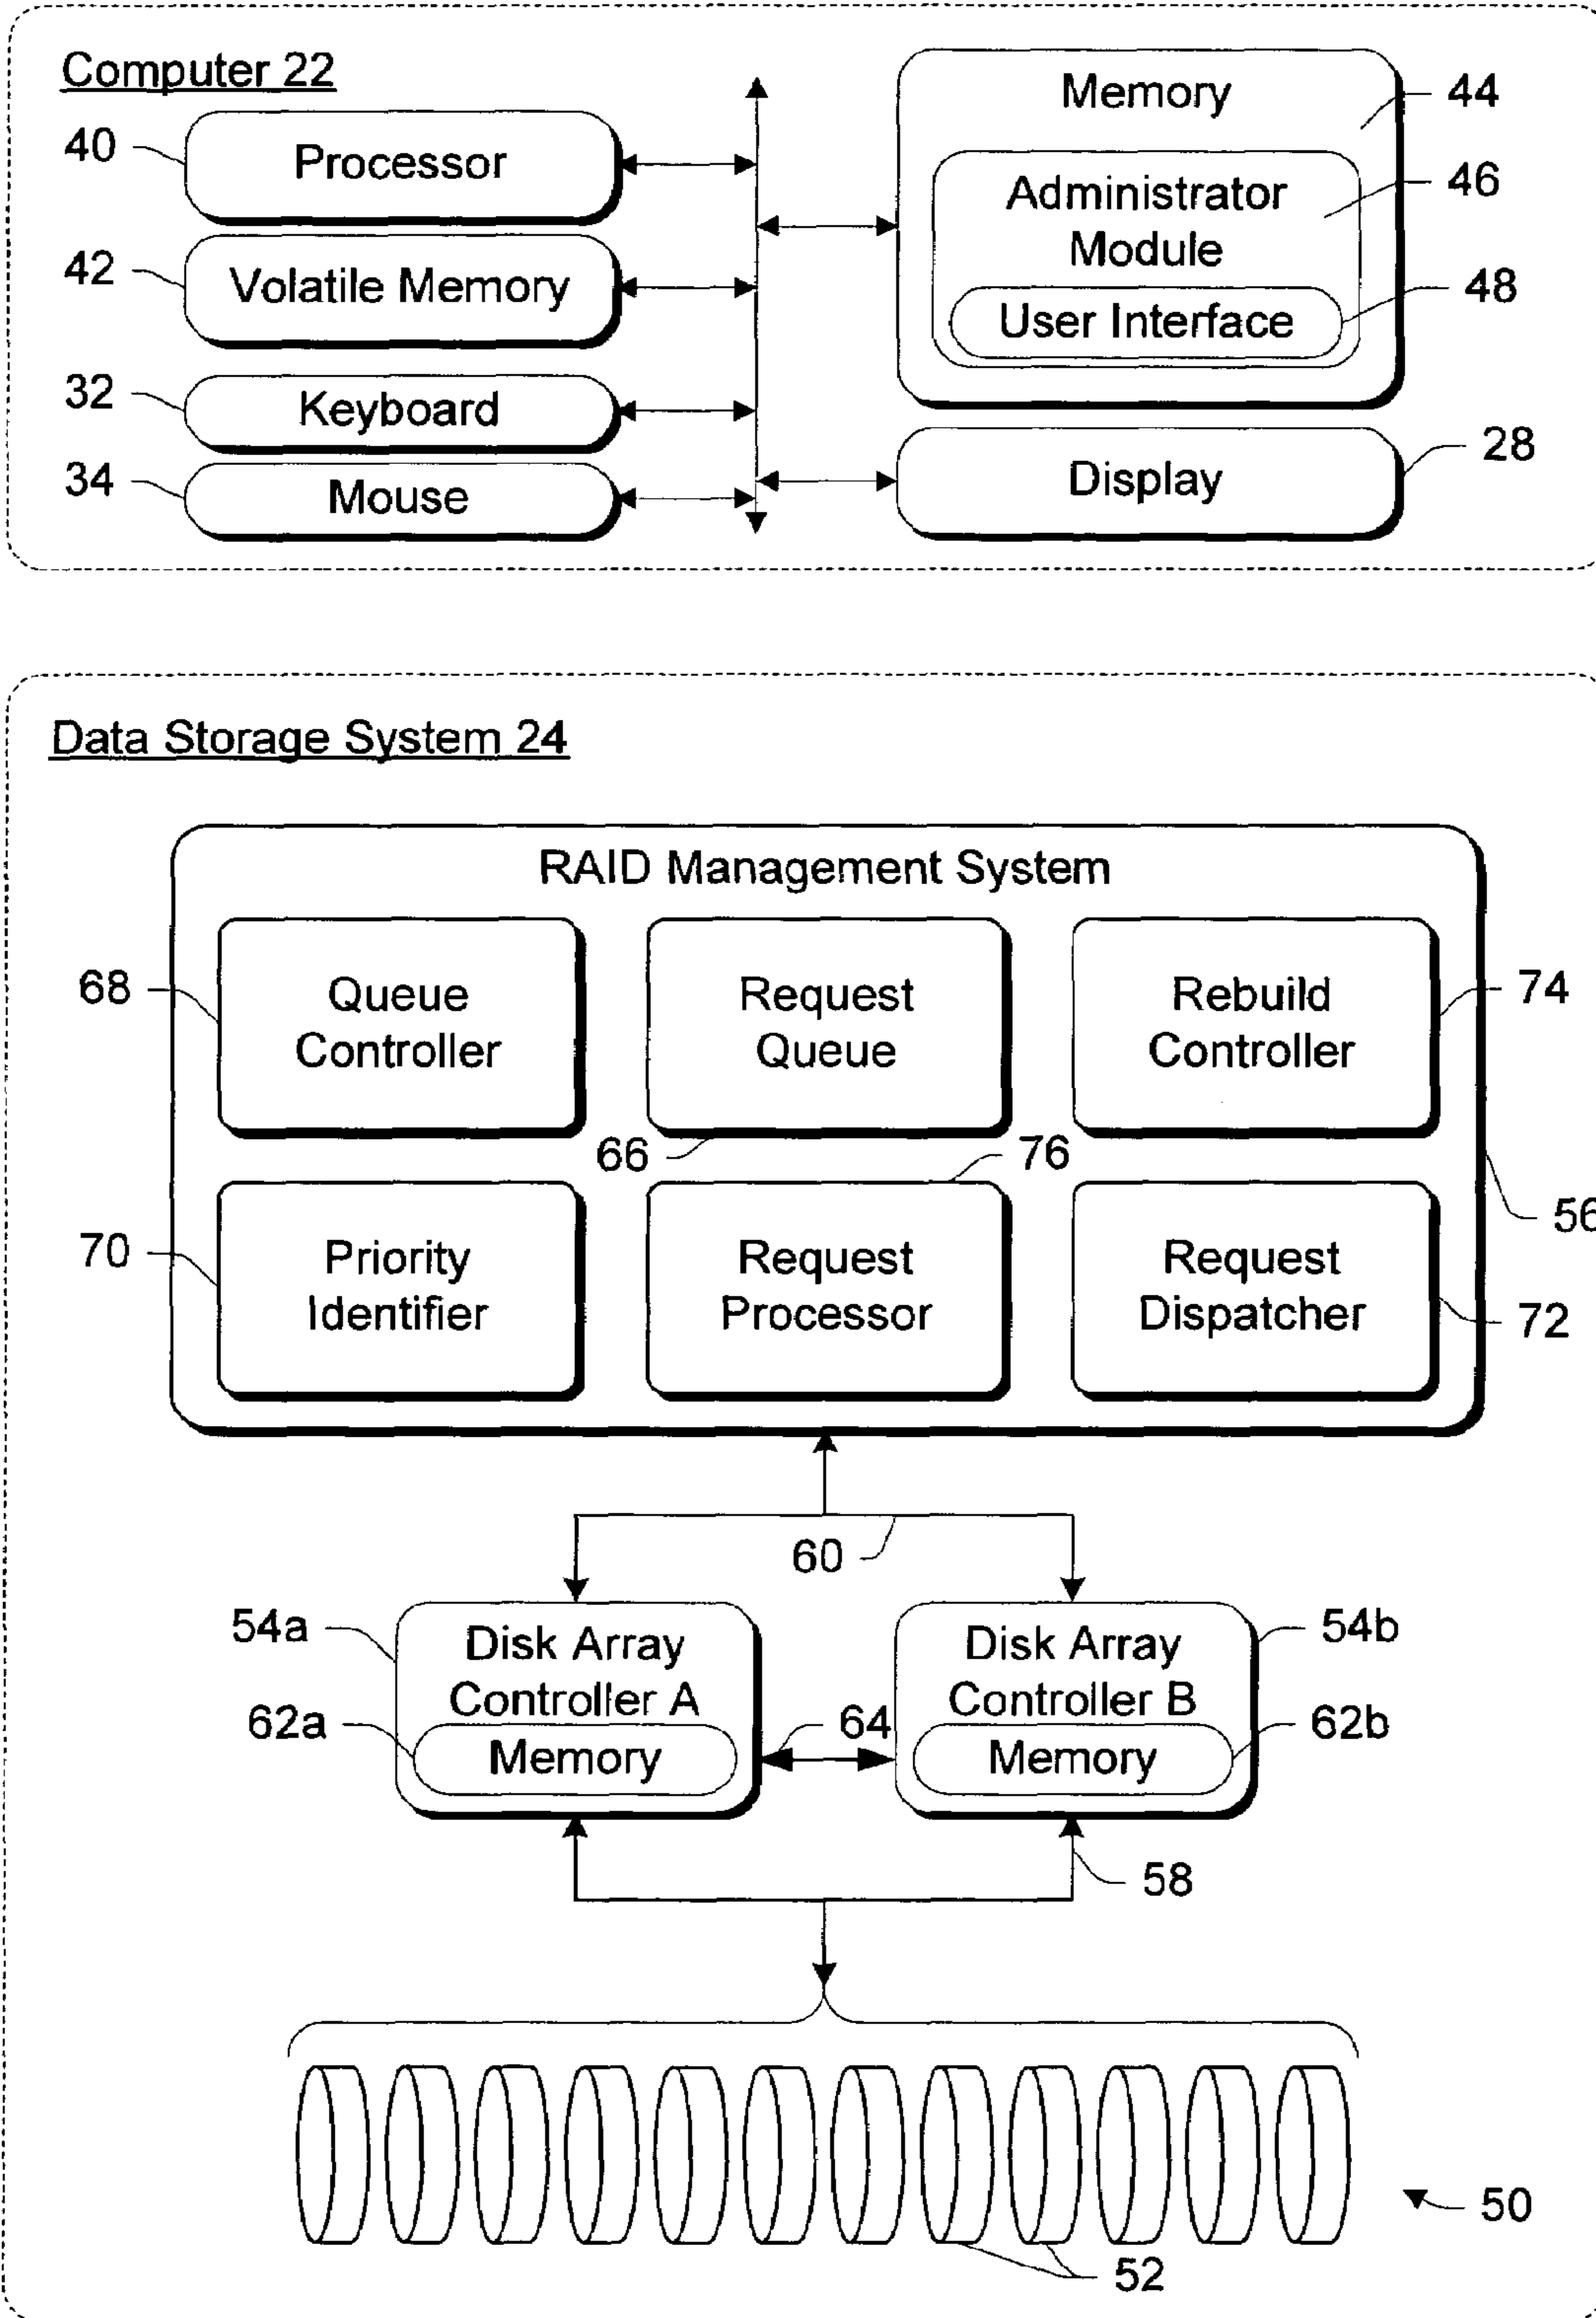 Computer 22
40
Processor
42
Volatile Memory
32
Keyboard
34
Mouse
Memory
44
Administrator
Module
46
User Interface
48
Display
28
Data Storage System 24
RAID Management System
68
Queue
Controller
Request
Queue
66
Rebuild
Controller
74
70
Priority
Identifier
76
Request
Processor
Request
Dispatcher
72
56
60
54a
Disk Array
Controller A
62a
Memory
64
Disk Array
Controller B
54b
Memory
62b
58
50
52